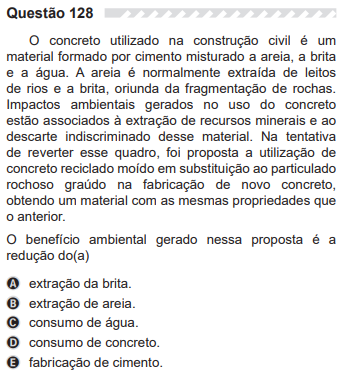 Questão 128
O concreto utilizado na construção civil é um
material formado por cimento misturado a areia, a brita
e a água. A areia é normalmente extraída de leitos
de rios e a brita, oriunda da fragmentação de rochas.
Impactos ambientais gerados no uso do concreto
estão associados à extração de recursos minerais e ao
descarte indiscriminado desse material. Na tentativa
de reverter esse quadro, foi proposta a utilização de
concreto reciclado moído em substituição ao particulado
rochoso graúdo na fabricação de novo concreto,
obtendo um material com as mesmas propriedades que
o anterior.
O benefício ambiental gerado nessa proposta é a
redução do(a)
A extração da brita.
B extração de areia.
C consumo de água.
D consumo de concreto.
E fabricação de cimento.